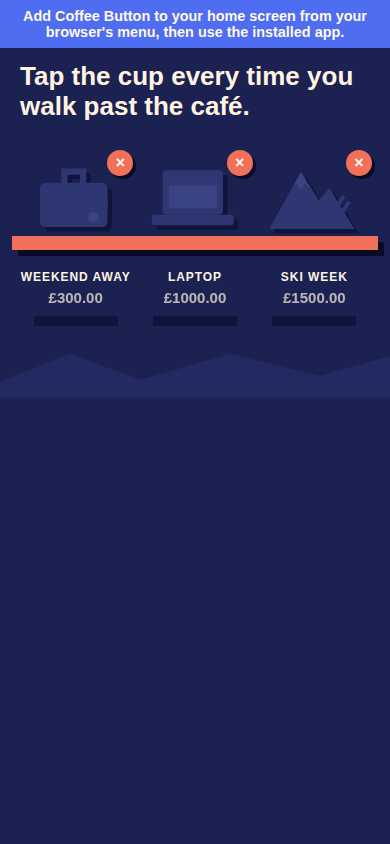 Add Coffee Button to your home screen from your
browser's menu, then use the installed app.
Tap the cup every time you
walk past the café.
× × ×
WEEKEND AWAY LAPTOP SKI WEEK
£300.00 £1000.00 £1500.00